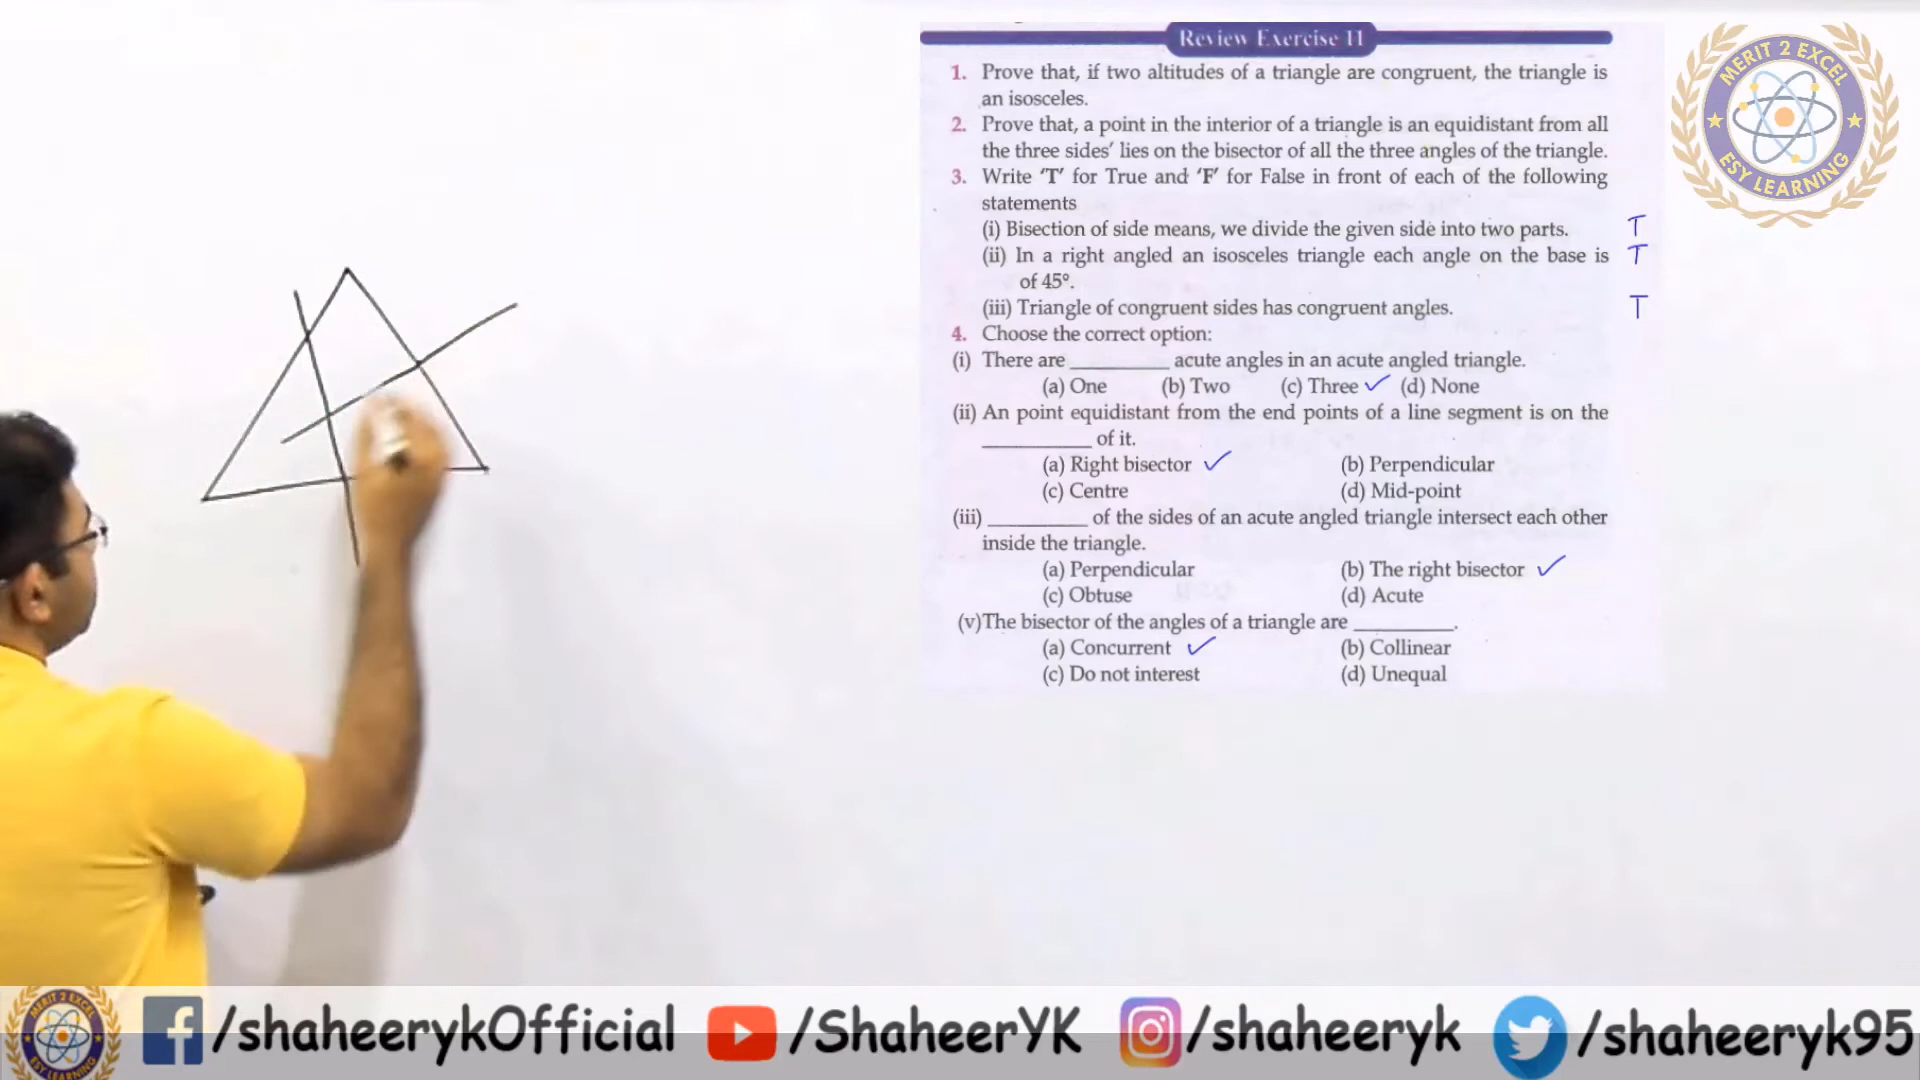 Review Exercise 11
1. Prove that, if two altitudes of a triangle are congruent, the triangle is
an isosceles.
2. Prove that, a point in the interior of a triangle is an equidistant from all
the three sides' lies on the bisector of all the three angles of the triangle.
3. Write 'T' for True and 'F' for False in front of each of the following
statements
(i) Bisection of side means, we divide the given side into two parts. T
(ii) In a right angled an isosceles triangle each angle on the base is T
of 45°.
(iii) Triangle of congruent sides has congruent angles. T
4. Choose the correct option:
(i) There are _________ acute angles in an acute angled triangle.
(a) One (b) Two (c) Three ✓ (d) None
(ii) An point equidistant from the end points of a line segment is on the
__________ of it.
(a) Right bisector ✓ (b) Perpendicular
(c) Centre (d) Mid-point
(iii) _________ of the sides of an acute angled triangle intersect each other
inside the triangle.
(a) Perpendicular (b) The right bisector ✓
(c) Obtuse (d) Acute
(v)The bisector of the angles of a triangle are _________.
(a) Concurrent ✓ (b) Collinear
(c) Do not interest (d) Unequal
MERIT 2 EXCEL
ESY LEARNING
MERIT 2 EXCEL
ESY LEARNING
/shaheerykOfficial /ShaheerYK /shaheeryk /shaheeryk95